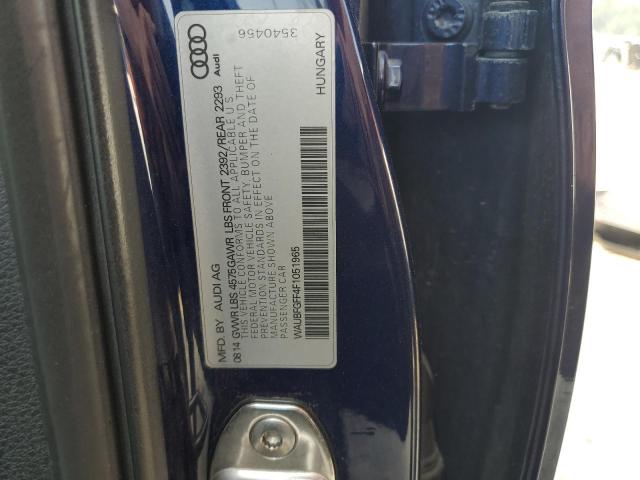 MFD. BY AUDI AG
Audi
08 14 GVWR LBS 4575 GAWR LBS FRONT 2392/REAR 2293
THIS VEHICLE CONFORMS TO ALL APPLICABLE U S
FEDERAL MOTOR VEHICLE SAFETY, BUMPER AND THEFT
PREVENTION STANDARDS IN EFFECT ON THE DATE OF
MANUFACTURE SHOWN ABOVE
PASSENGER CAR
WAUBFGFF4F1051965
3540456
HUNGARY